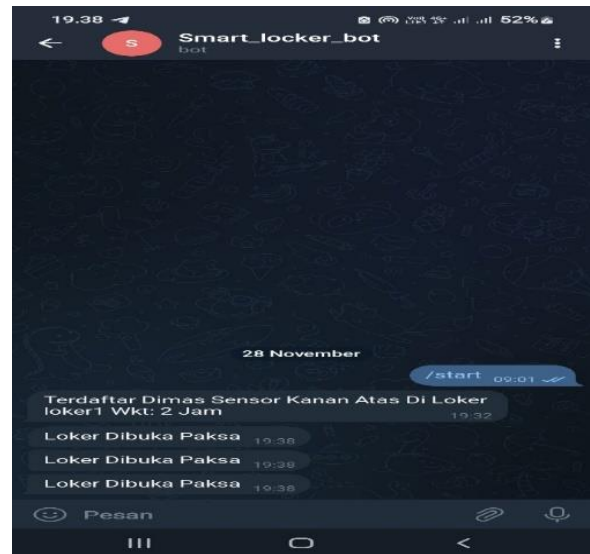 19.38
52%
S
Smart_locker_bot
bot
28 November
/start 09:01
Terdaftar Dimas Sensor Kanan Atas Di Loker
loker1 Wkt: 2 Jam
19:32
Loker Dibuka Paksa 19:38
Loker Dibuka Paksa 19:38
Loker Dibuka Paksa 19:38
Pesan